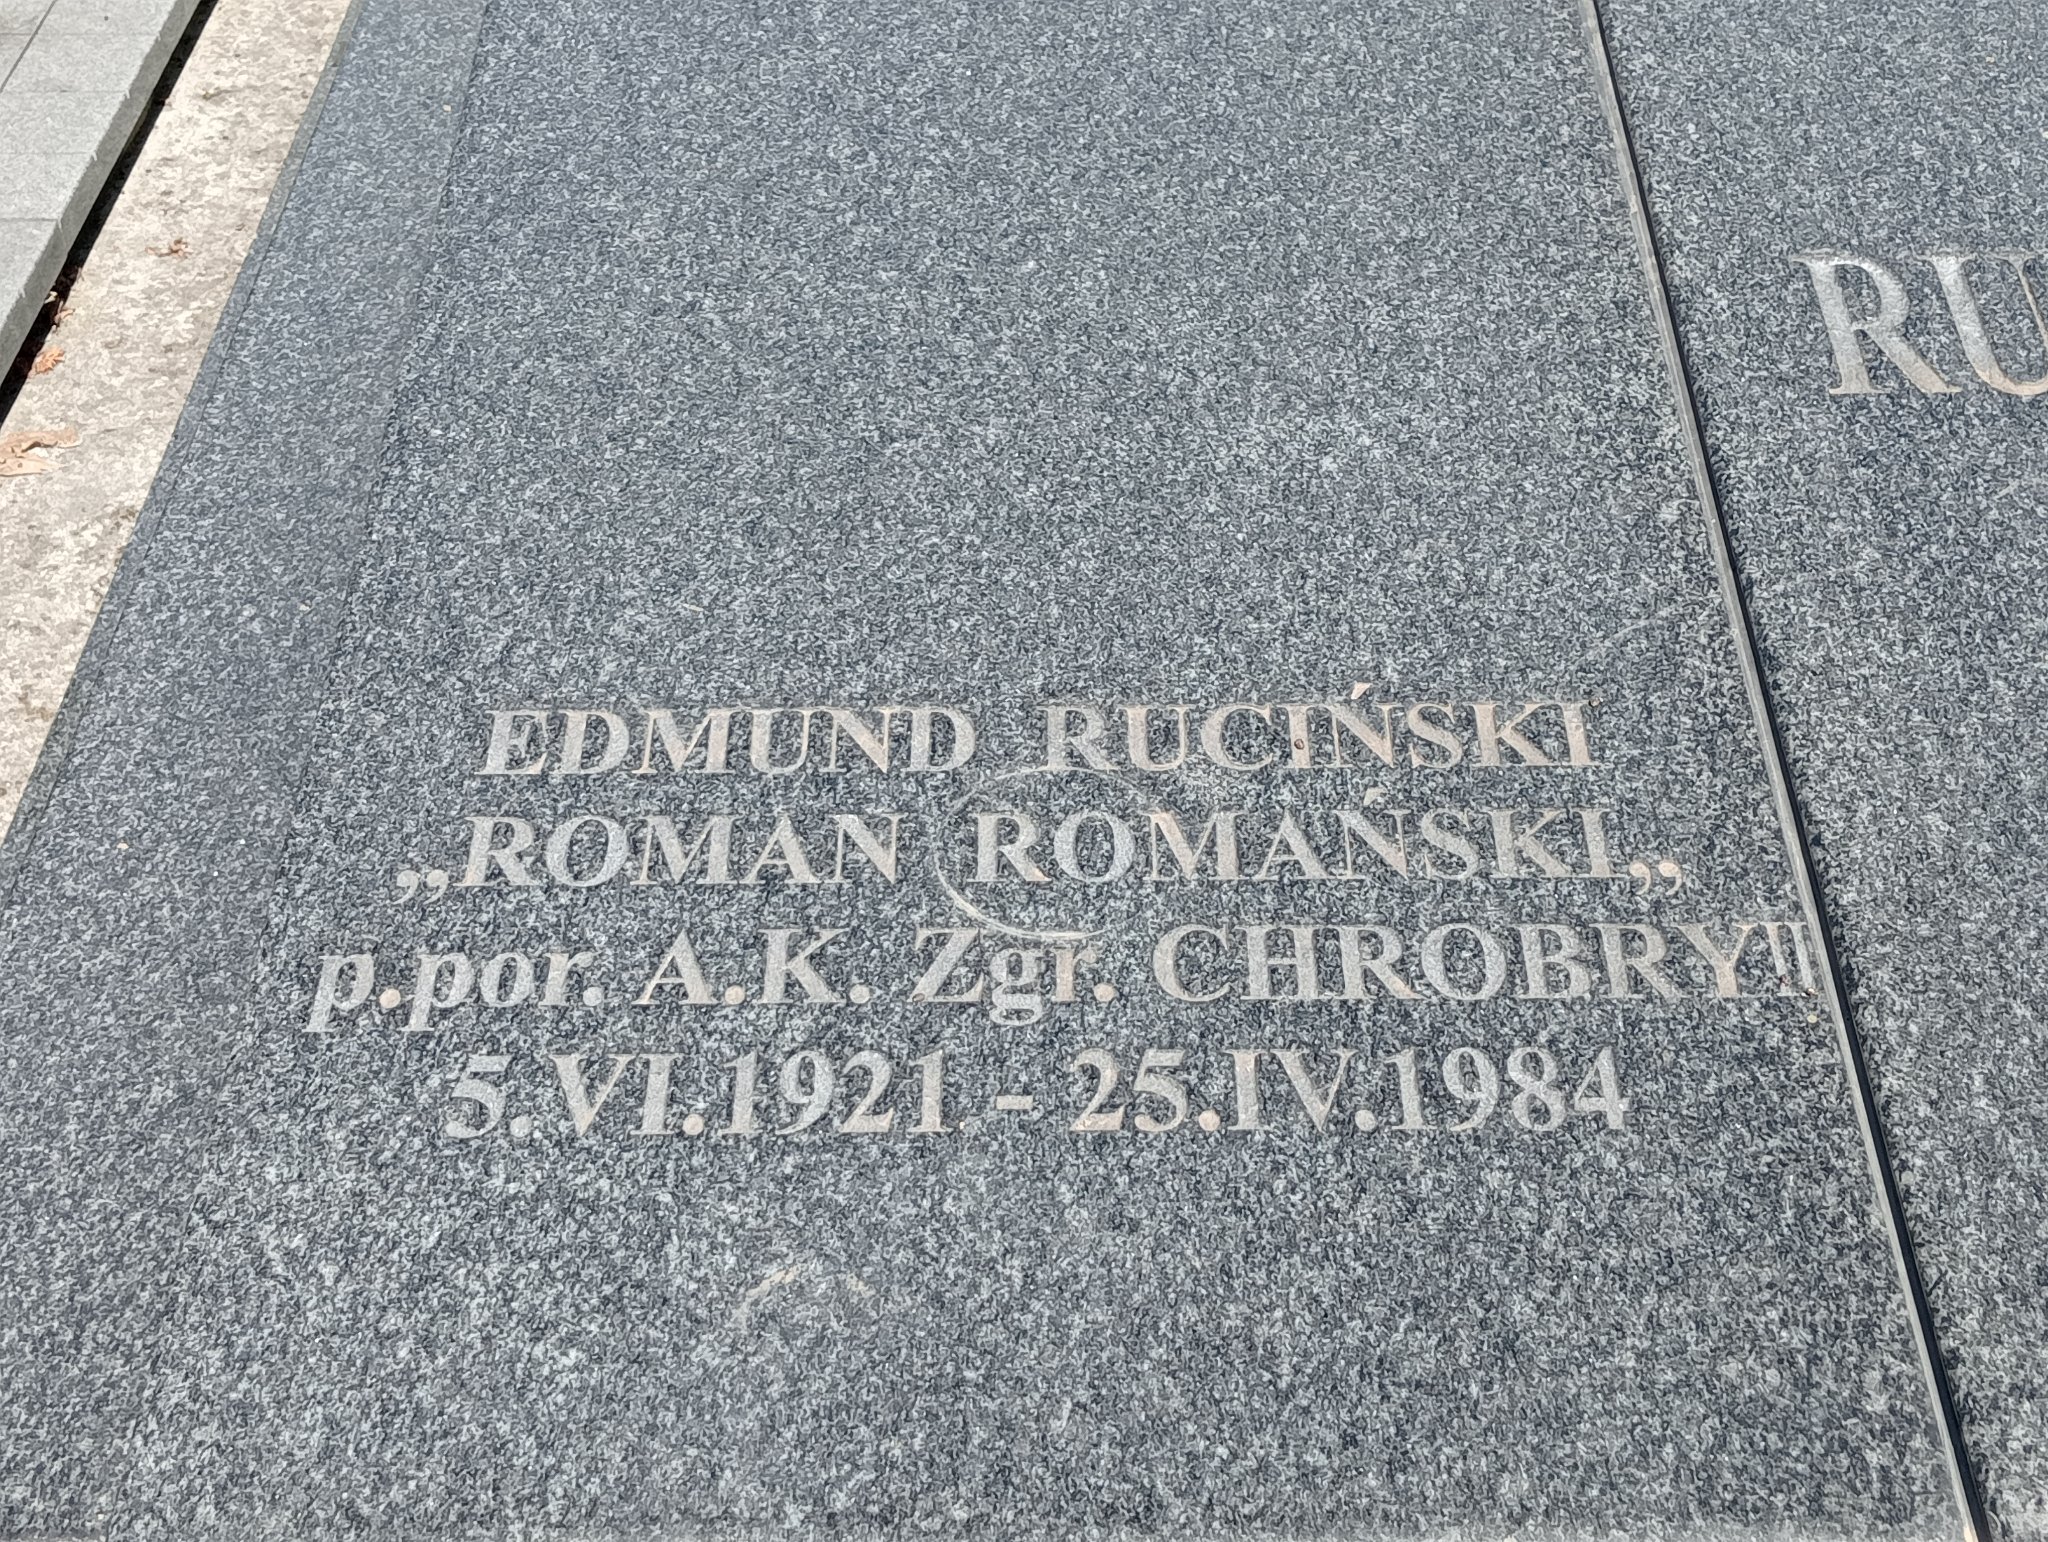 EDMUND RUCIŃSKI
„ROMAN ROMAŃSKI„
p.por. A.K. Zgr. CHROBRY II
5.VI.1921 - 25.IV.1984
RU